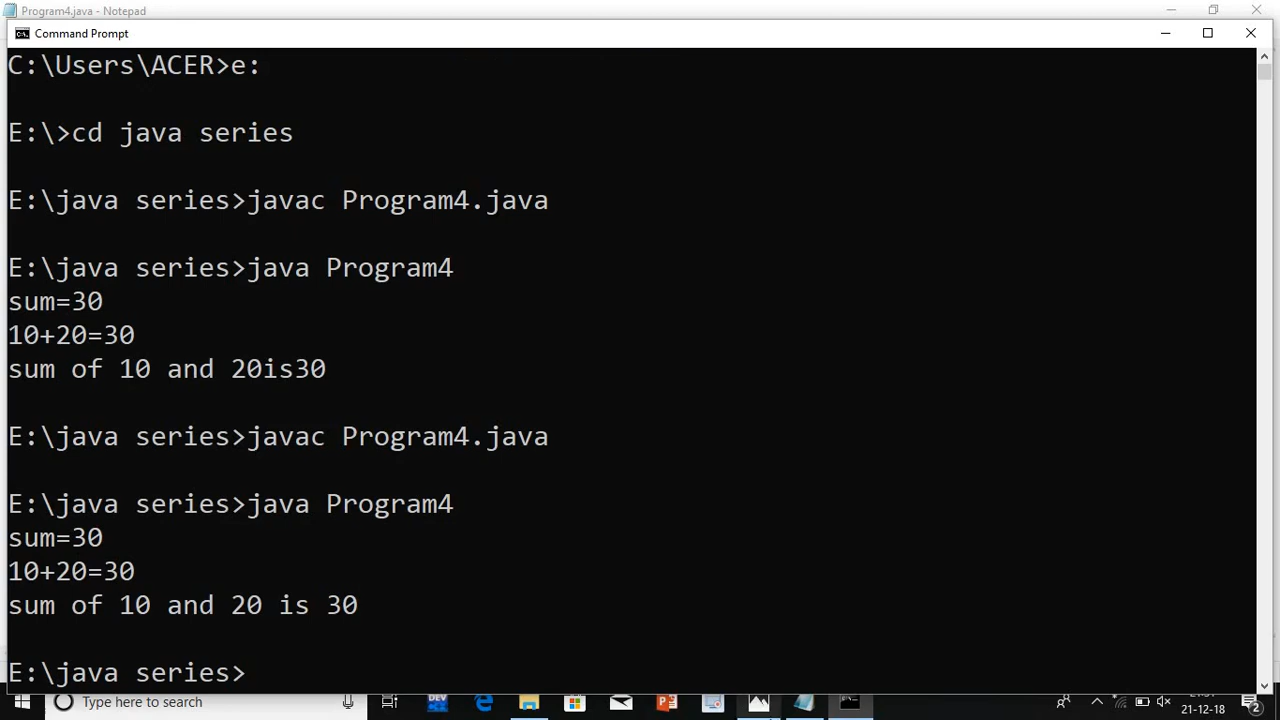 Program4.java - Notepad
Command Prompt
C:\Users\ACER>e:
E:\>cd java series
E:\java series>javac Program4.java
E:\java series>java Program4
sum=30
10+20=30
sum of 10 and 20is30
E:\java series>javac Program4.java
E:\java series>java Program4
sum=30
10+20=30
sum of 10 and 20 is 30
E:\java series>
Type here to search
DEV
21-12-18
2